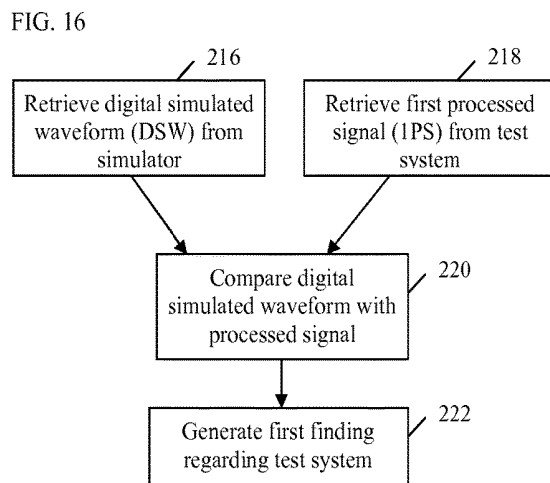 FIG. 16
216
218
Retrieve digital simulated
waveform (DSW) from
simulator
Retrieve first processed
signal (1PS) from test
system
220
Compare digital
simulated waveform with
processed signal
222
Generate first finding
regarding test system